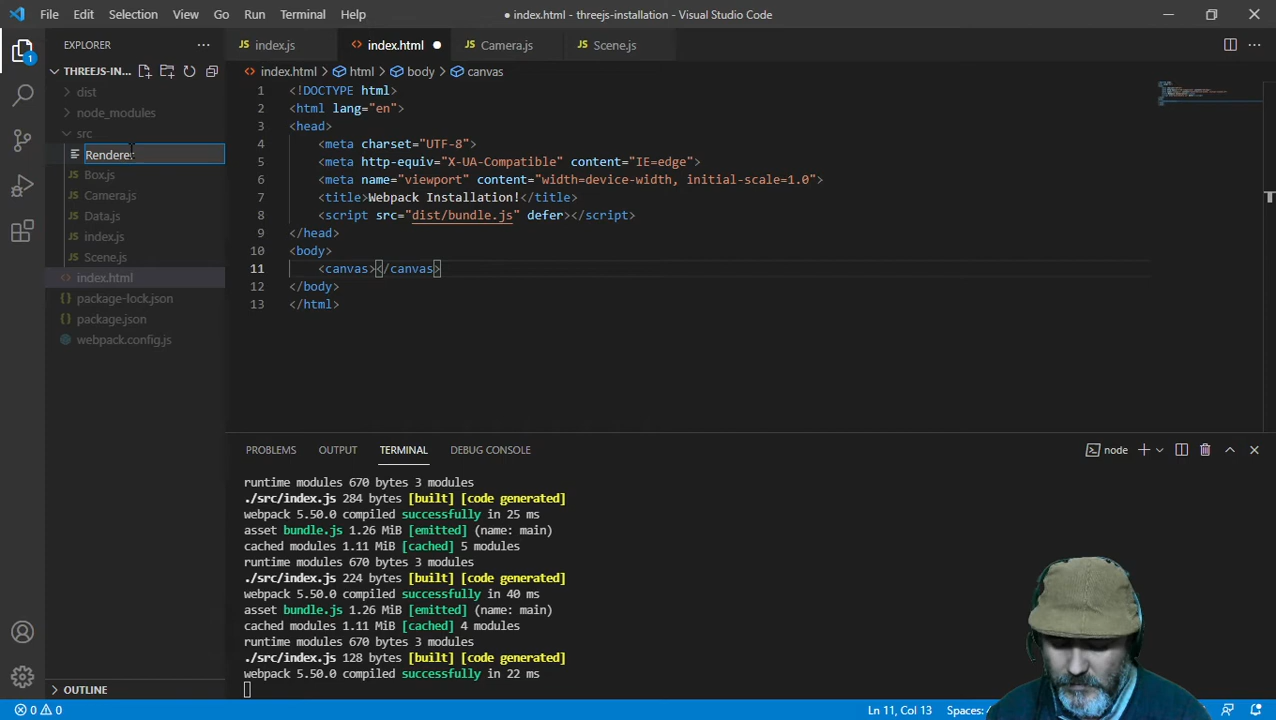 File Edit Selection View Go Run Terminal Help
● index.html - threejs-installation - Visual Studio Code
EXPLORER
THREEJS-IN...
dist
node_modules
src
Renderer
Box.js
Camera.js
Data.js
index.js
Scene.js
index.html
package-lock.json
package.json
webpack.config.js
OUTLINE
1
index.js
index.html
Camera.js
Scene.js
index.html > html > body > canvas
1 <!DOCTYPE html>
2 <html lang="en">
3 <head>
4 <meta charset="UTF-8">
5 <meta http-equiv="X-UA-Compatible" content="IE=edge">
6 <meta name="viewport" content="width=device-width, initial-scale=1.0">
7 <title>Webpack Installation!</title>
8 <script src="dist/bundle.js" defer></script>
9 </head>
10 <body>
11 <canvas></canvas>
12 </body>
13 </html>
PROBLEMS OUTPUT TERMINAL DEBUG CONSOLE
node
runtime modules 670 bytes 3 modules
./src/index.js 284 bytes [built] [code generated]
webpack 5.50.0 compiled successfully in 25 ms
asset bundle.js 1.26 MiB [emitted] (name: main)
cached modules 1.11 MiB [cached] 5 modules
runtime modules 670 bytes 3 modules
./src/index.js 224 bytes [built] [code generated]
webpack 5.50.0 compiled successfully in 40 ms
asset bundle.js 1.26 MiB [emitted] (name: main)
cached modules 1.11 MiB [cached] 4 modules
runtime modules 670 bytes 3 modules
./src/index.js 128 bytes [built] [code generated]
webpack 5.50.0 compiled successfully in 22 ms
0 0
Ln 11, Col 13 Spaces: